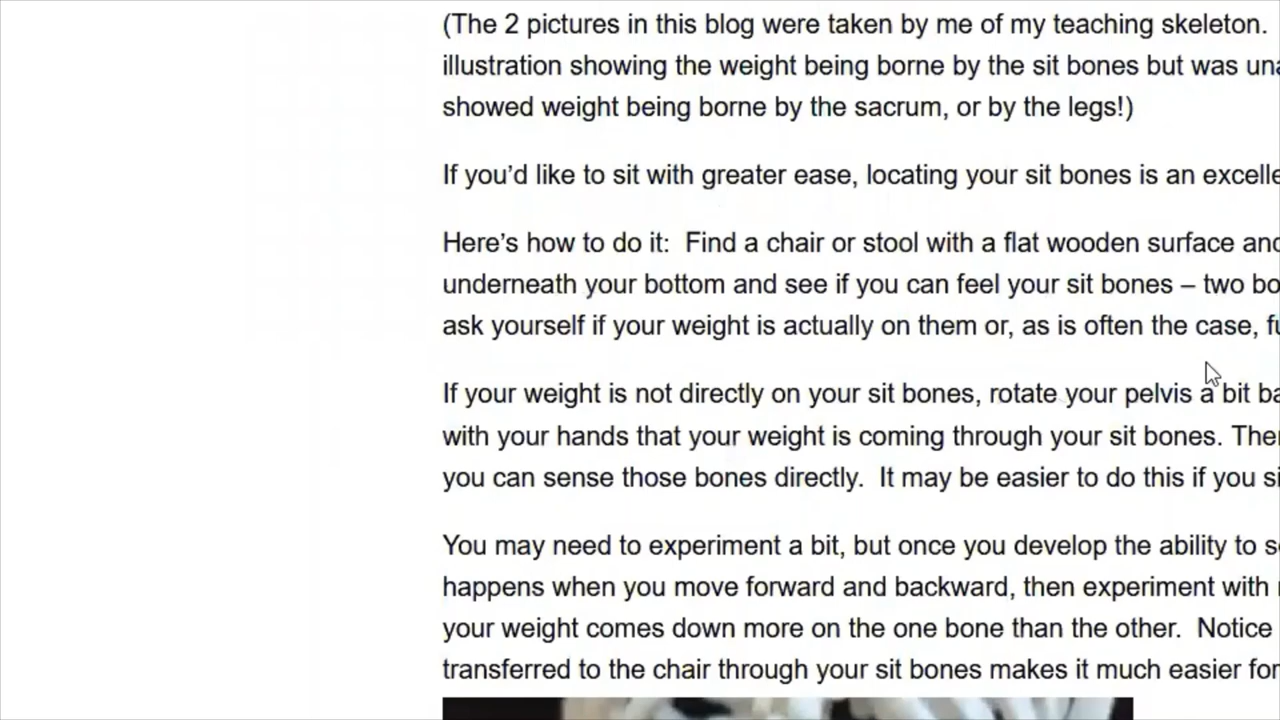 (The 2 pictures in this blog were taken by me of my teaching skeleton.
illustration showing the weight being borne by the sit bones but was
showed weight being borne by the sacrum, or by the legs!)
If you’d like to sit with greater ease, locating your sit bones is an
Here’s how to do it:  Find a chair or stool with a flat wooden surface and
underneath your bottom and see if you can feel your sit bones – two
ask yourself if your weight is actually on them or, as is often the case,
If your weight is not directly on your sit bones, rotate your pelvis a bit
with your hands that your weight is coming through your sit bones.
you can sense those bones directly.  It may be easier to do this if you
You may need to experiment a bit, but once you develop the ability to
happens when you move forward and backward, then experiment with
your weight comes down more on the one bone than the other.  Notice
transferred to the chair through your sit bones makes it much easier for